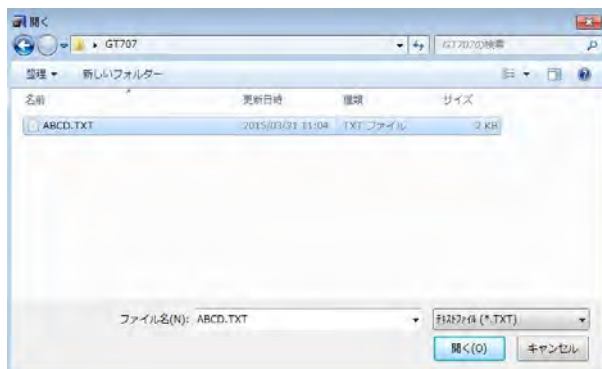 開く
GT707
GT707の検索
整理
新しいフォルダー
名前 更新日時 種類 サイズ
ABCD.TXT 2015/03/31 11:04 TXT ファイル 2 KB
ファイル名(N): ABCD.TXT
ﾃｷｽﾄﾌｧｲﾙ (*.TXT)
開く(O) キャンセル